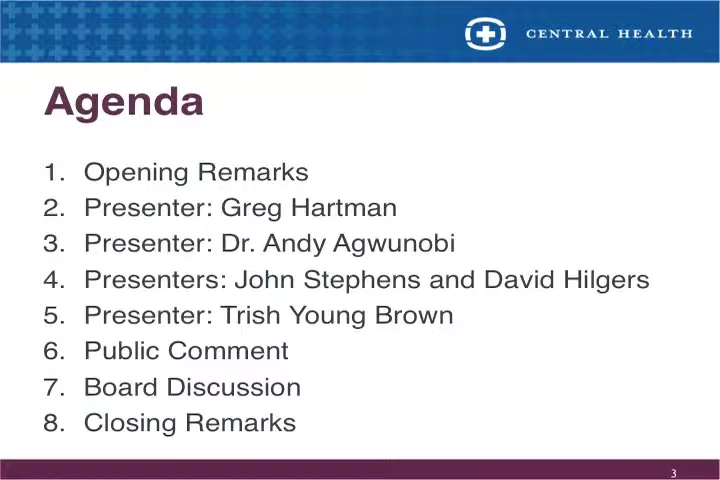 CENTRAL HEALTH
Agenda
1. Opening Remarks
2. Presenter: Greg Hartman
3. Presenter: Dr. Andy Agwunobi
4. Presenters: John Stephens and David Hilgers
5. Presenter: Trish Young Brown
6. Public Comment
7. Board Discussion
8. Closing Remarks
3